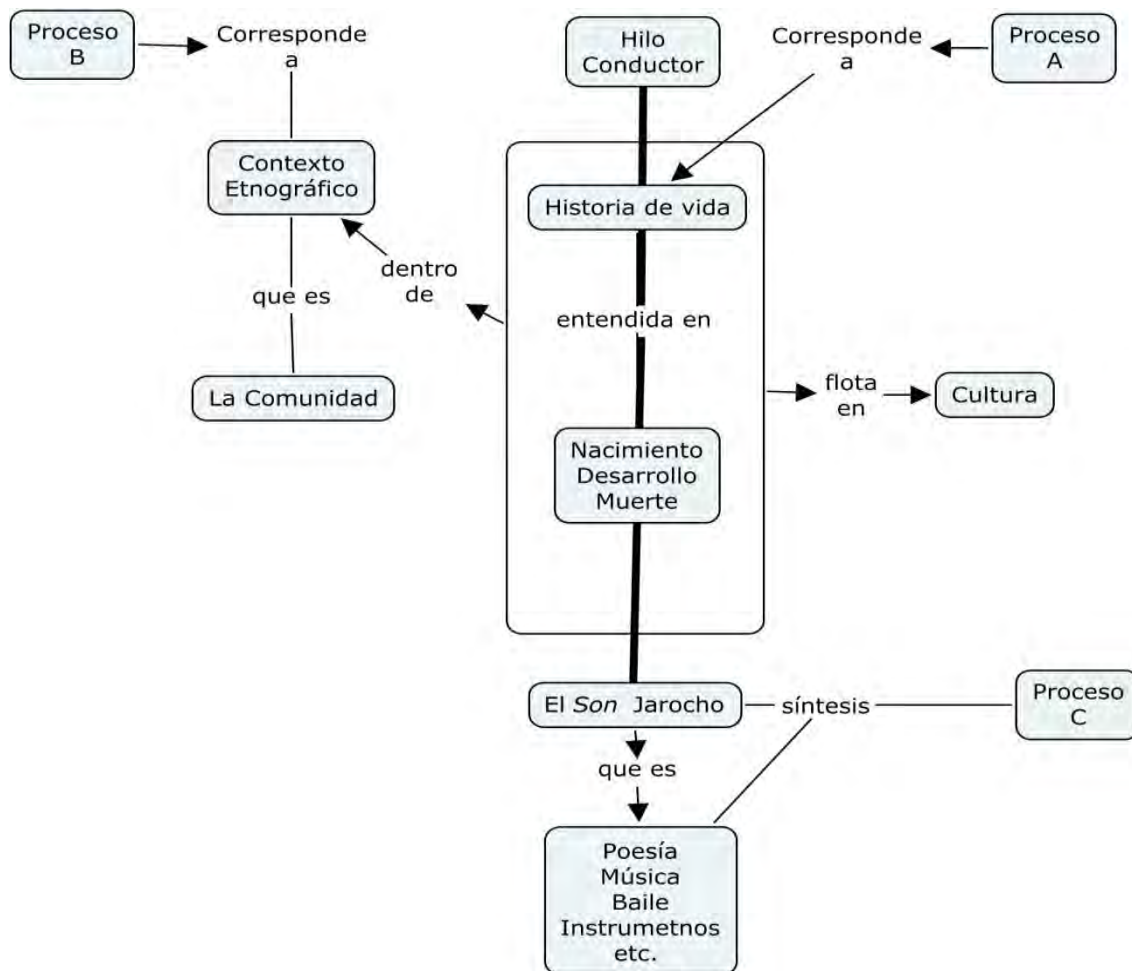 Proceso
B
Corresponde
a
Hilo
Conductor
Corresponde
a
Proceso
A
Contexto
Etnográfico
Historia de vida
dentro
de
que es
entendida en
La Comunidad
flota
en
Cultura
Nacimiento
Desarrollo
Muerte
El Son Jarocho
síntesis
Proceso
C
que es
Poesía
Música
Baile
Instrumetnos
etc.